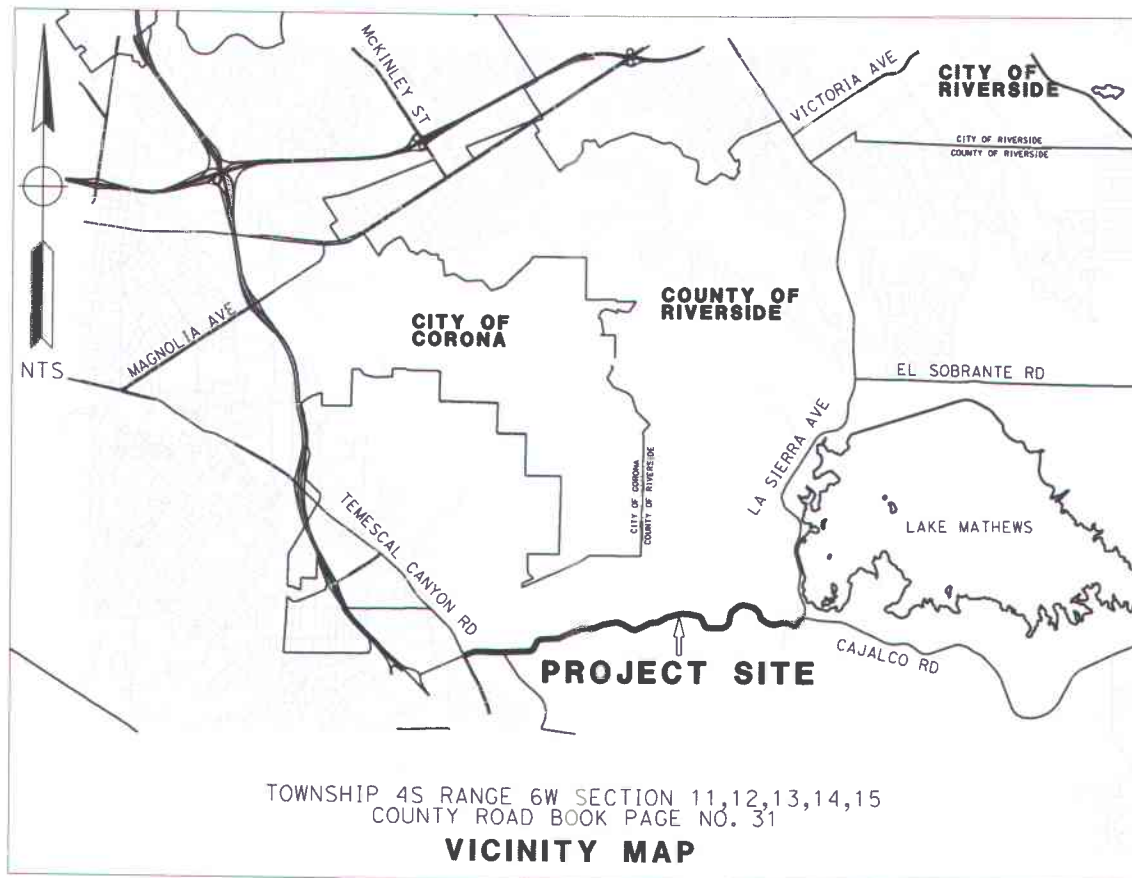 McKINLEY ST
VICTORIA AVE
CITY OF
RIVERSIDE
CITY OF RIVERSIDE
COUNTY OF RIVERSIDE
MAGNOLIA AVE
CITY OF
CORONA
COUNTY OF
RIVERSIDE
NTS
EL SOBRANTE RD
LA SIERRA AVE
CITY OF CORONA
COUNTY OF RIVERSIDE
TEMESCAL CANYON RD
LAKE MATHEWS
PROJECT SITE
CAJALCO RD
TOWNSHIP 4S RANGE 6W SECTION 11,12,13,14,15
COUNTY ROAD BOOK PAGE NO. 31
VICINITY MAP